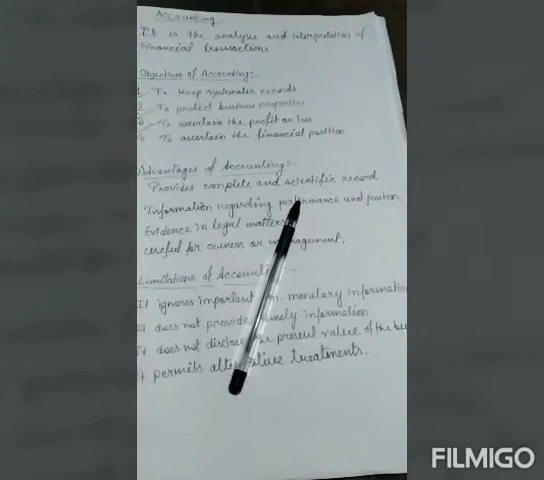 Accounting
It is the analysis and interpretation of
Financial transactions
Objectives of Accounting:-
1. To keep systematic records
2. To protect business properties
3. To ascertain the profit or loss
4. To ascertain the financial position
Advantages of Accounting:-
Provides complete and scientific record
Information regarding performance and position
Evidence in legal matters
Useful for owners or management.
Limitations of Accounting:-
It ignores important monetary information
It does not provide timely information
It does not disclose the present value of the
It permits alternative treatments.
FILMIGO